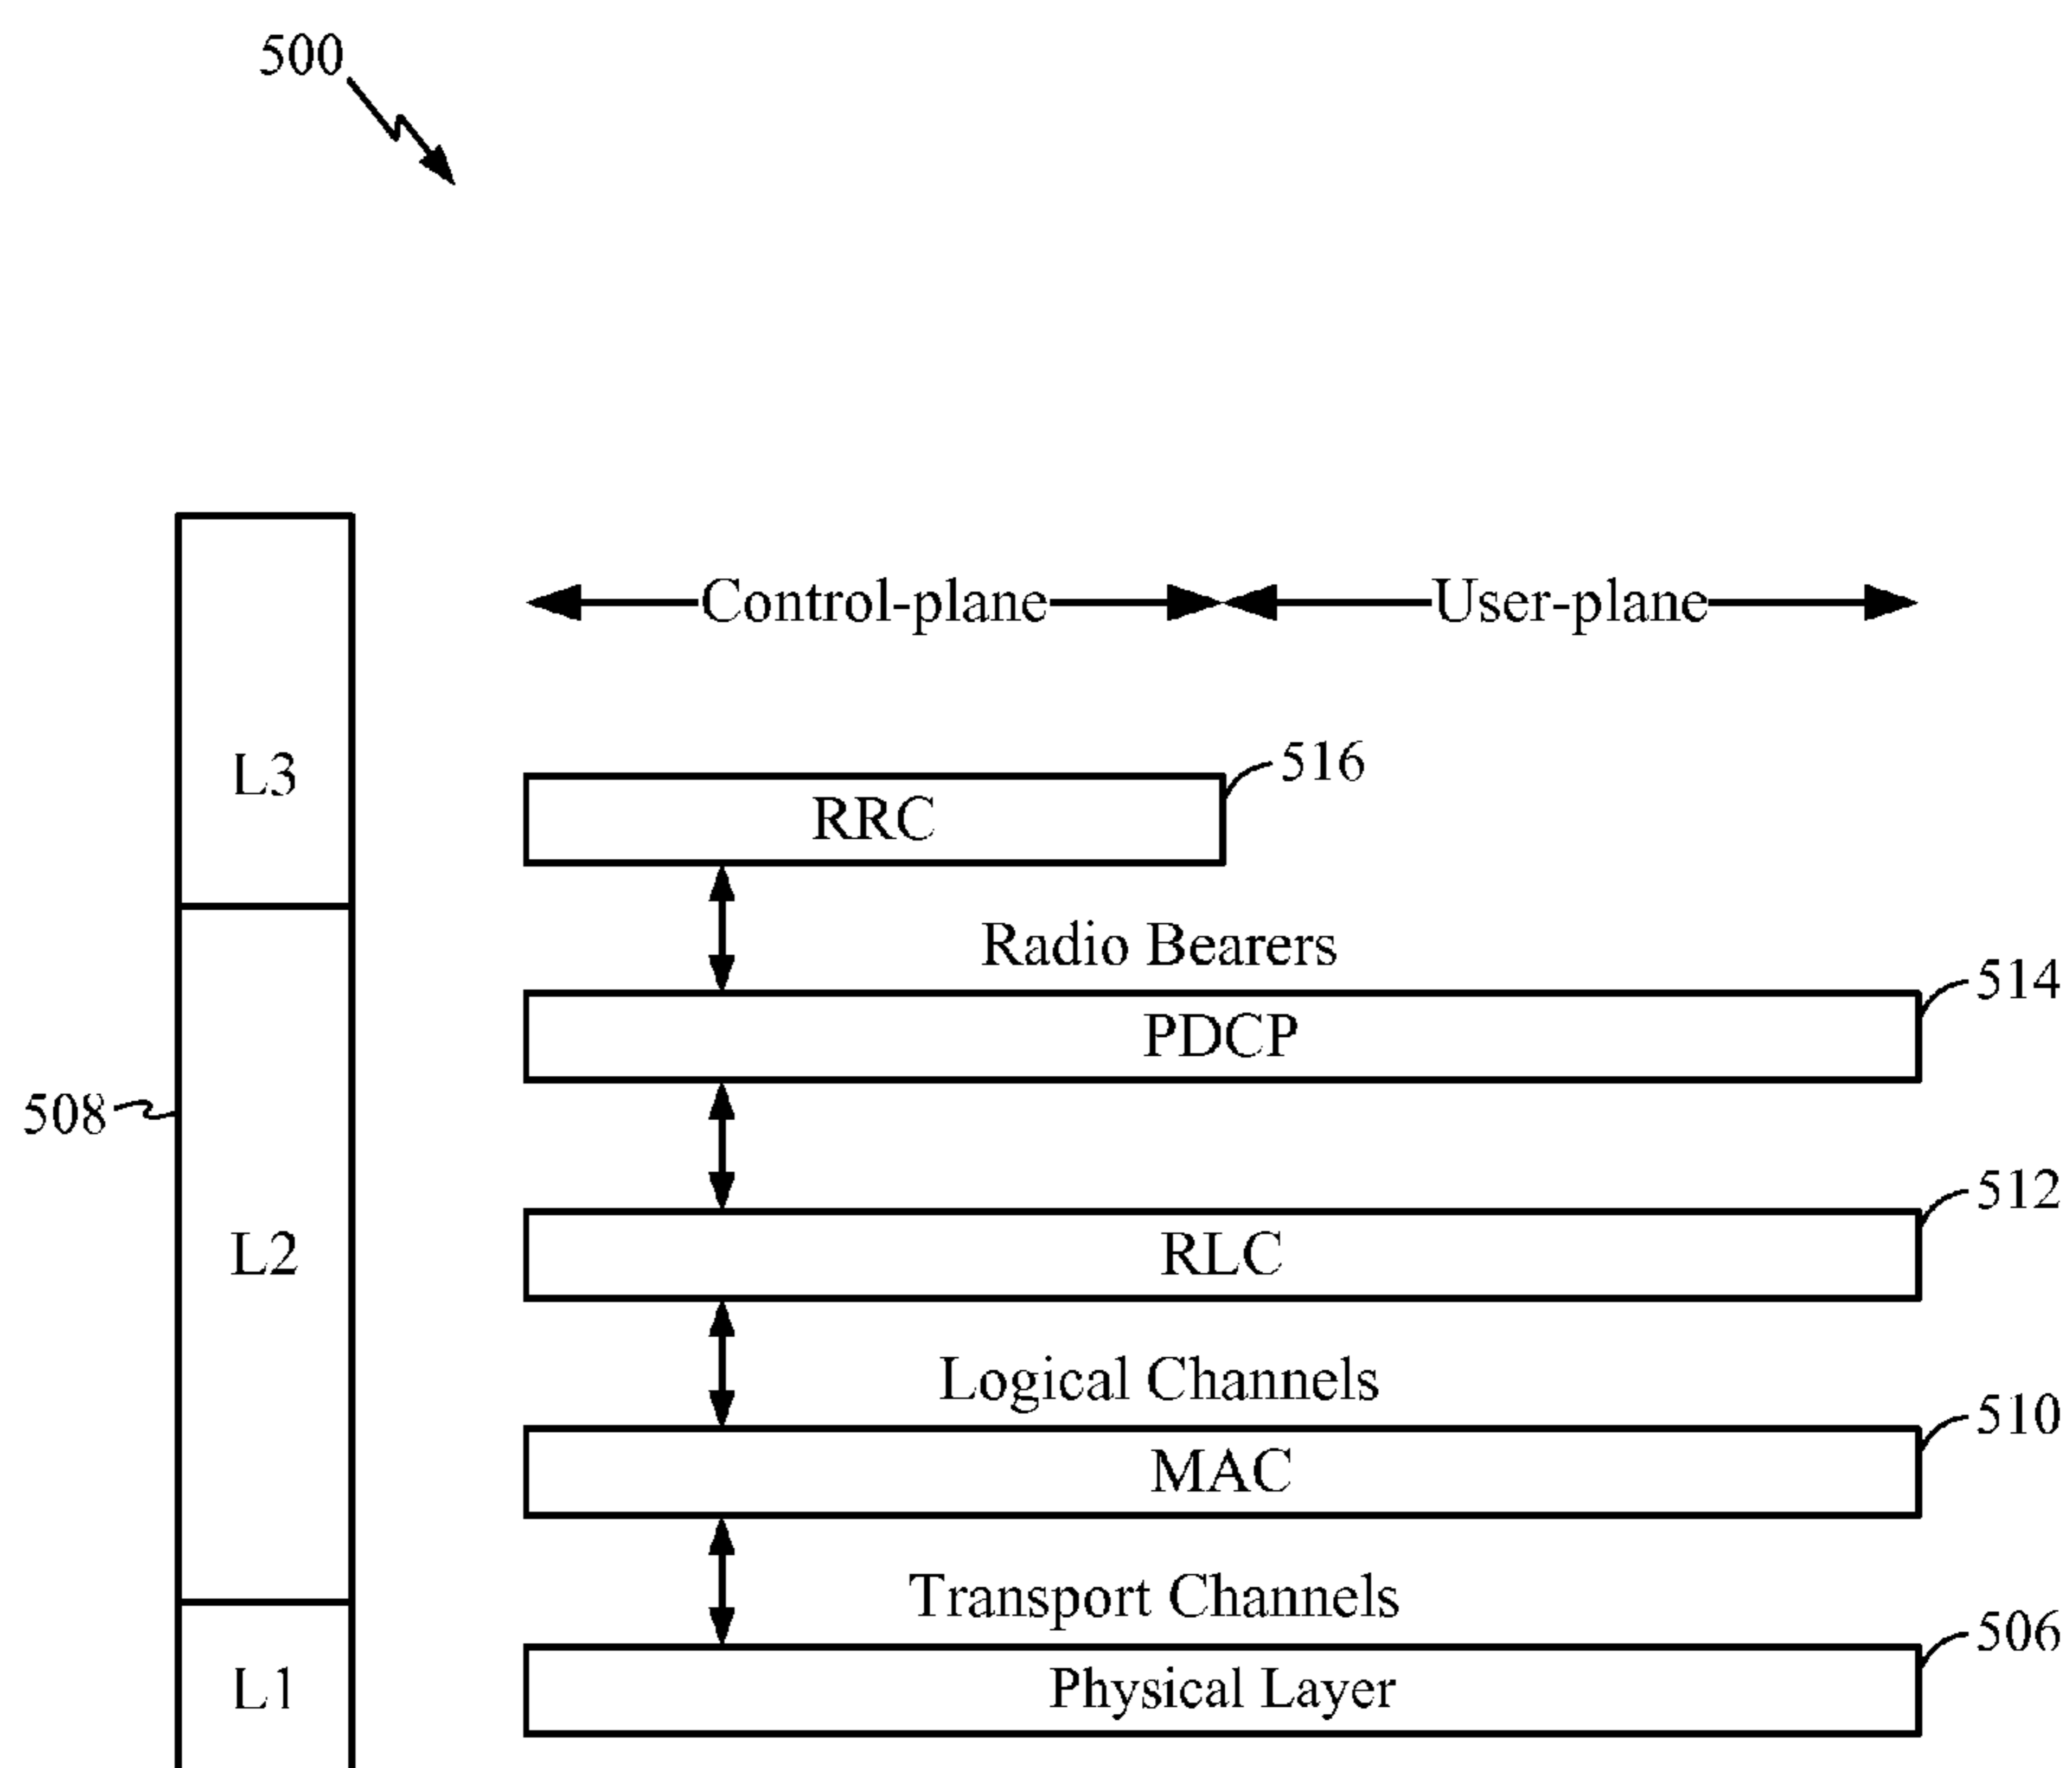 500
Control-plane
User-plane
L3
516
RRC
Radio Bearers
514
PDCP
508
512
L2
RLC
Logical Channels
510
MAC
Transport Channels
506
L1
Physical Layer